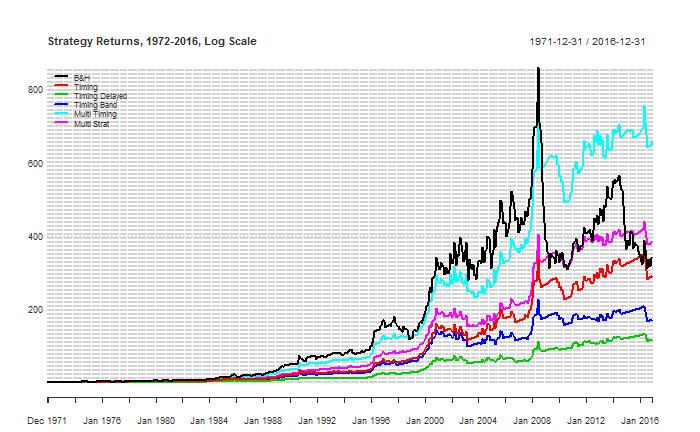 Strategy Returns, 1972-2016, Log Scale 1971-12-31 / 2016-12-31
B&H
Timing
Timing Delayed
Timing Band
Multi Timing
Multi Strat
800
600
400
200
Dec 1971 Jan 1976 Jan 1980 Jan 1984 Jan 1988 Jan 1992 Jan 1996 Jan 2000 Jan 2004 Jan 2008 Jan 2012 Jan 2016